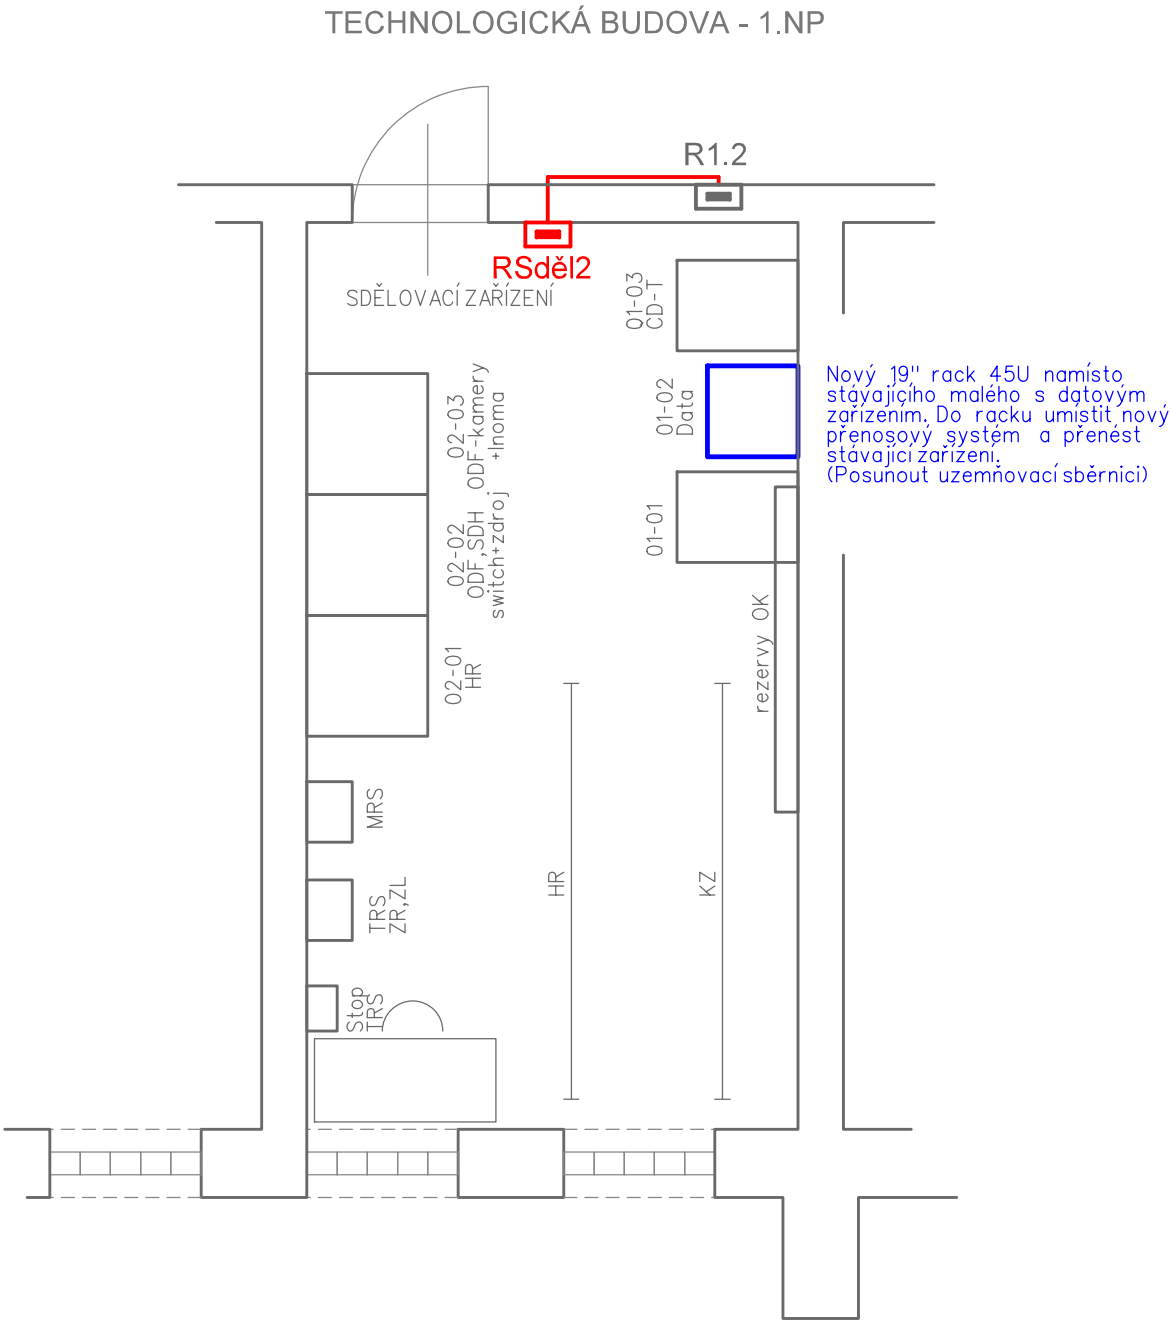 TECHNOLOGICKÁ BUDOVA - 1.NP
R1.2
RSděl2
SDĚLOVACÍ ZAŘÍZENÍ
01-03
CD-T
01-02
Data
Nový 19" rack 45U namísto
stávajícího malého s datovým
zařízením. Do racku umístit nový
přenosový systém a přenést
stávající zařízení.
(Posunout uzemňovací sběrnici)
02-03
ODF-kamery
+Inoma
02-02
ODF,SDH
switch+zdroj
01-01
02-01
HR
rezervy OK
MRS
TRS
ZR,ZL
HR
KZ
Stop
TRS